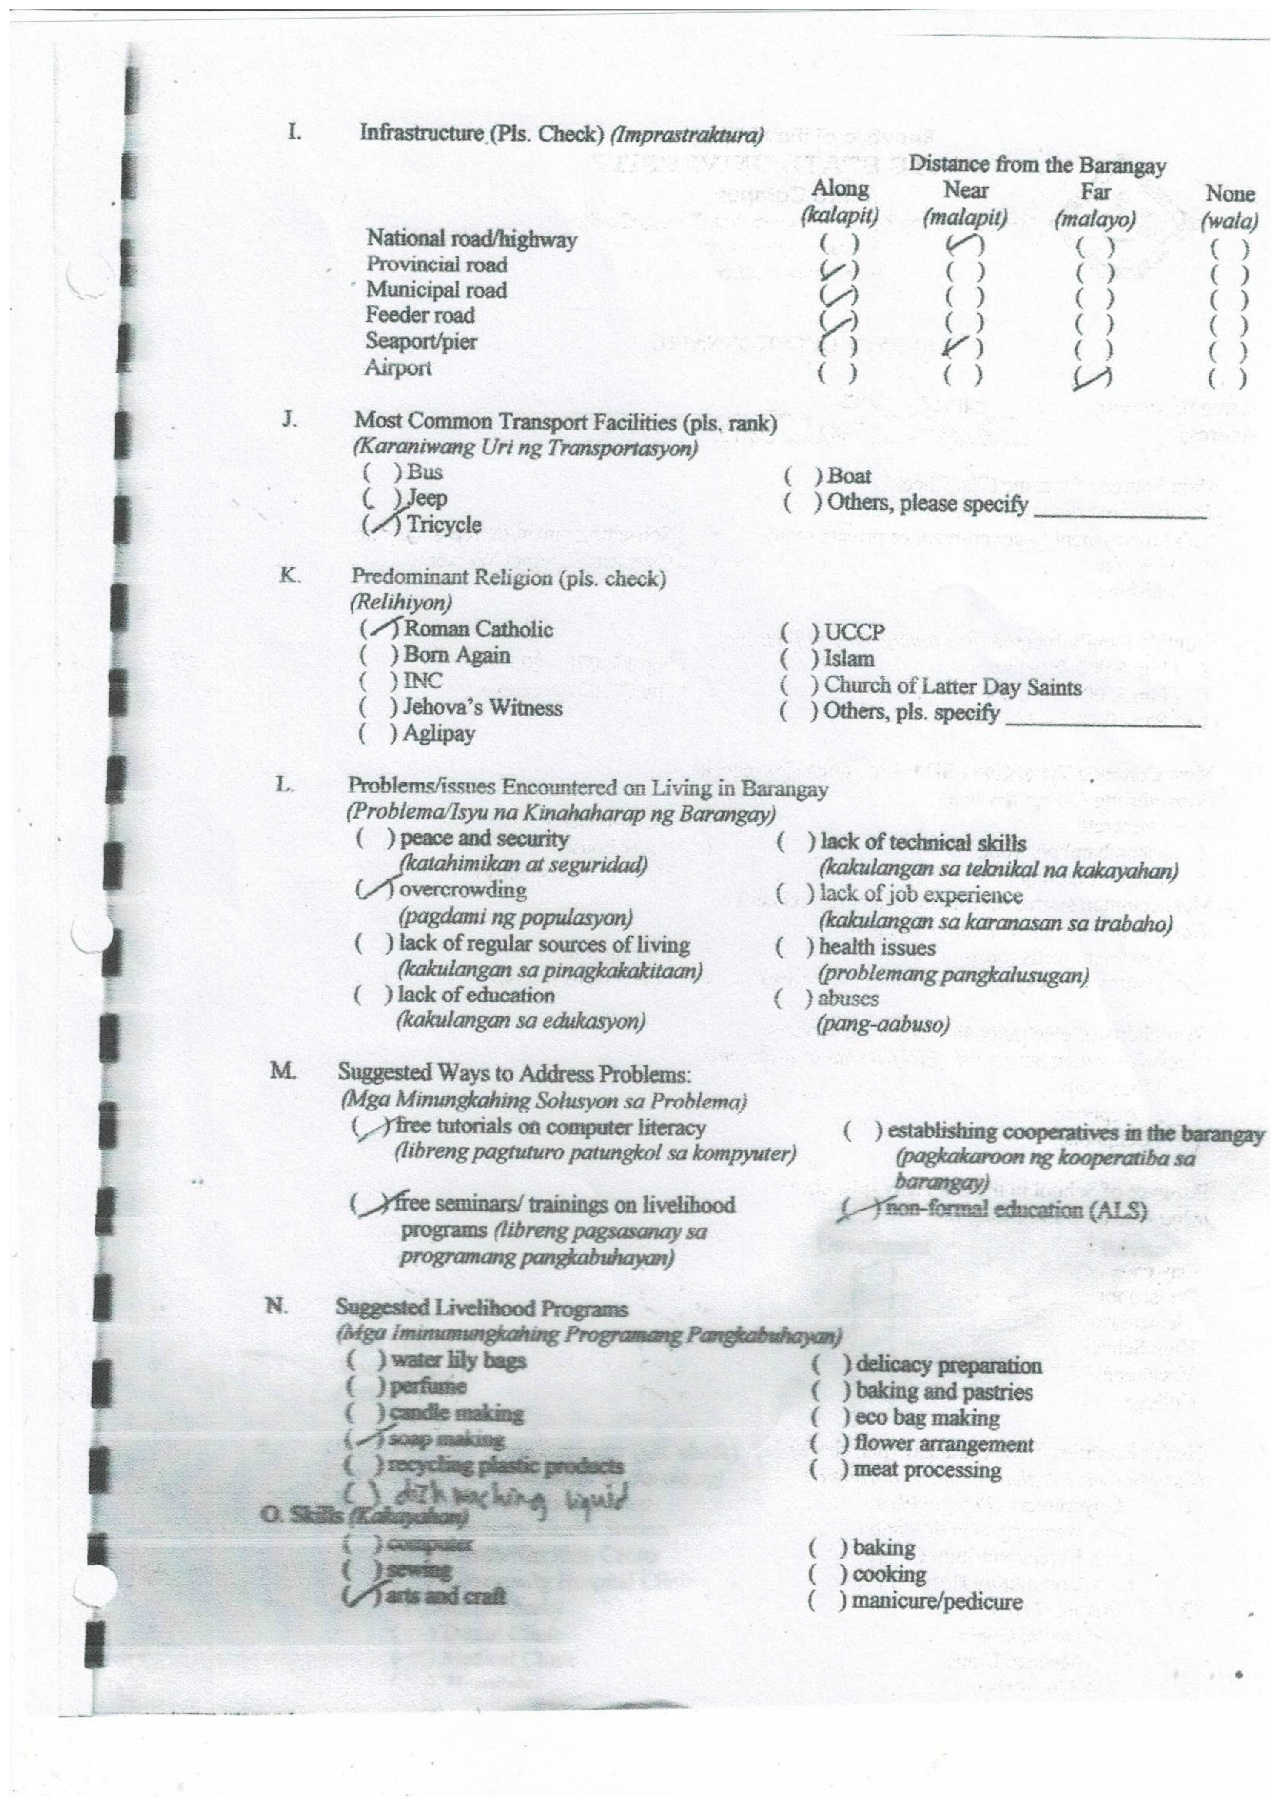 I. Infrastructure (Pls. Check) (Imprastraktura)
Distance from the Barangay
Along Near Far None
(kalapit) (malapit) (malayo) (wala)
National road/highway ( ) (✓) ( ) ( )
Provincial road (✓) ( ) ( ) ( )
Municipal road (✓) ( ) ( ) ( )
Feeder road (✓) ( ) ( ) ( )
Seaport/pier ( ) (✓) ( ) ( )
Airport ( ) ( ) (✓) ( )
J. Most Common Transport Facilities (pls. rank)
(Karaniwang Uri ng Transportasyon)
( ) Bus ( ) Boat
( ) Jeep ( ) Others, please specify ______________
(✓) Tricycle
K. Predominant Religion (pls. check)
(Relihiyon)
(✓) Roman Catholic ( ) UCCP
( ) Born Again ( ) Islam
( ) INC ( ) Church of Latter Day Saints
( ) Jehova's Witness ( ) Others, pls. specify ________________
( ) Aglipay
L. Problems/issues Encountered on Living in Barangay
(Problema/Isyu na Kinahaharap ng Barangay)
( ) peace and security ( ) lack of technical skills
(katahimikan at seguridad) (kakulangan sa teknikal na kakayahan)
(✓) overcrowding ( ) lack of job experience
(pagdami ng populasyon) (kakulangan sa karanasan sa trabaho)
( ) lack of regular sources of living ( ) health issues
(kakulangan sa pinagkakakitaan) (problemang pangkalusugan)
( ) lack of education ( ) abuses
(kakulangan sa edukasyon) (pang-aabuso)
M. Suggested Ways to Address Problems:
(Mga Minungkahing Solusyon sa Problema)
(✓) free tutorials on computer literacy ( ) establishing cooperatives in the barangay
(libreng pagtuturo patungkol sa kompyuter) (pagkakaroon ng kooperatiba sa
barangay)
(✓) free seminars/ trainings on livelihood (✓) non-formal education (ALS)
programs (libreng pagsasanay sa
programang pangkabuhayan)
N. Suggested Livelihood Programs
(Mga Iminumungkahing Programang Pangkabuhayan)
( ) water lily bags ( ) delicacy preparation
( ) perfume ( ) baking and pastries
( ) candle making ( ) eco bag making
(✓) soap making ( ) flower arrangement
( ) recycling plastic products ( ) meat processing
( ) dishwashing liquid
O. Skills (Kakayahan)
( ) computer ( ) baking
( ) sewing ( ) cooking
(✓) arts and craft ( ) manicure/pedicure